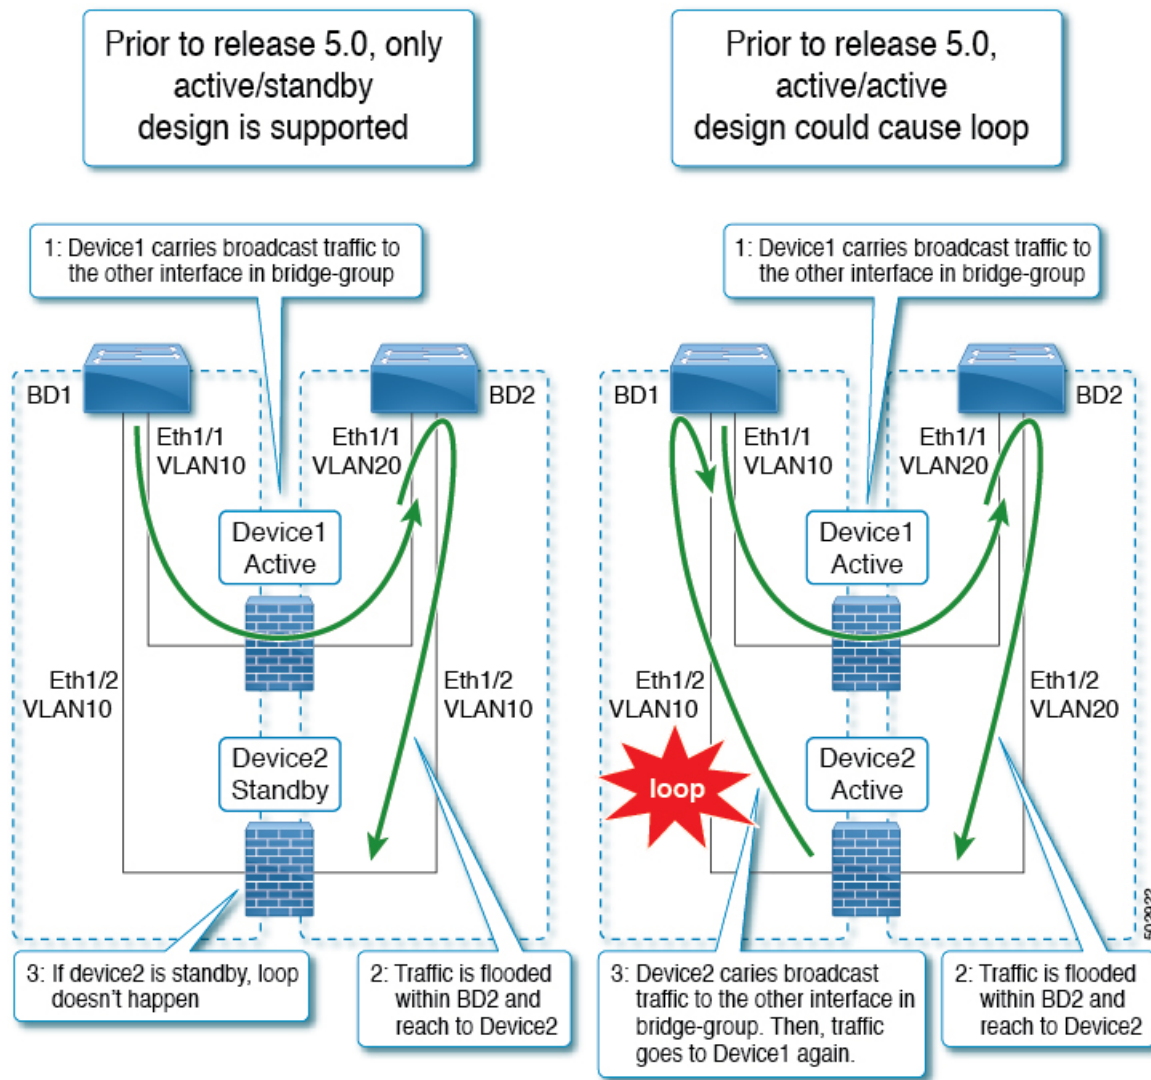 Prior to release 5.0, only
active/standby
design is supported
Prior to release 5.0,
active/active
design could cause loop
1: Device1 carries broadcast traffic to
the other interface in bridge-group
1: Device1 carries broadcast traffic to
the other interface in bridge-group
BD1
BD2
Eth1/1
VLAN10
Eth1/1
VLAN20
Device1
Active
Eth1/2
VLAN10
Eth1/2
VLAN10
Device2
Standby
3: If device2 is standby, loop
doesn't happen
2: Traffic is flooded
within BD2 and
reach to Device2
BD1
BD2
Eth1/1
VLAN10
Eth1/1
VLAN20
Device1
Active
Eth1/2
VLAN10
Eth1/2
VLAN20
loop
Device2
Active
3: Device2 caries broadcast
traffic to the other interface in
bridge-group. Then, traffic
goes to Device1 again.
2: Traffic is flooded
within BD2 and
reach to Device2